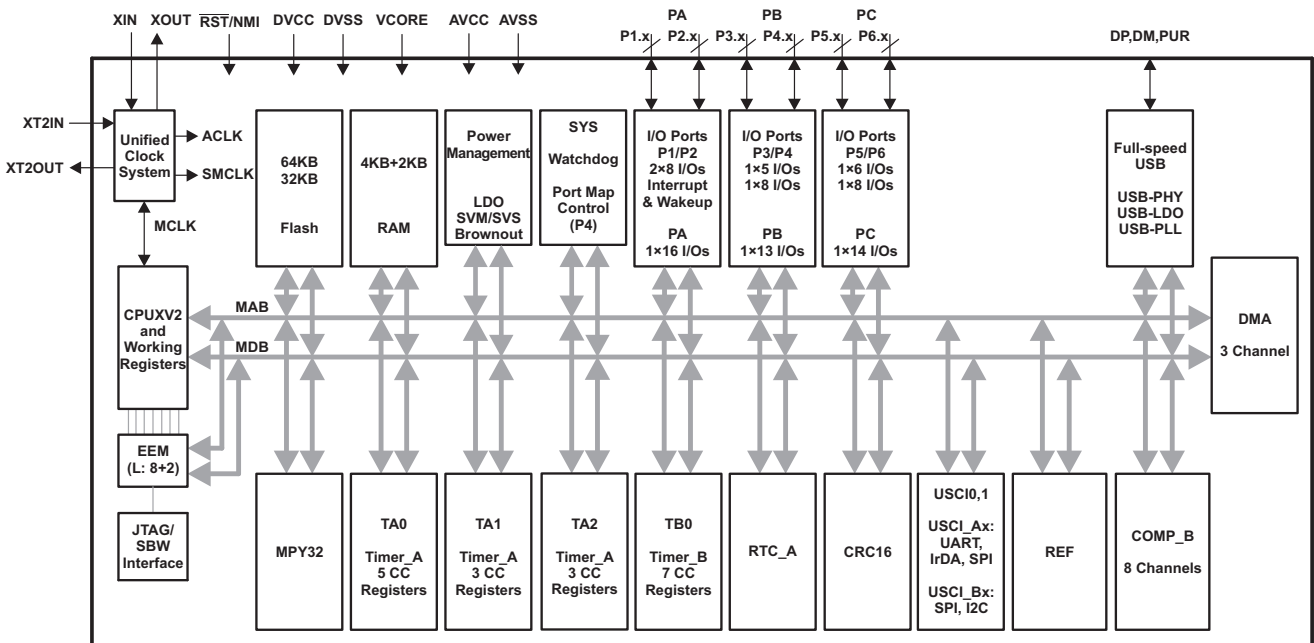 XIN
XOUT
RST/NMI
DVCC
DVSS
VCORE
AVCC
AVSS
PA
P1.x
P2.x
PB
P3.x
P4.x
PC
P5.x
P6.x
DP,DM,PUR
XT2IN
XT2OUT
Unified
Clock
System
ACLK
SMCLK
MCLK
64KB
32KB
Flash
4KB+2KB
RAM
Power
Management
LDO
SVM/SVS
Brownout
SYS
Watchdog
Port Map
Control
(P4)
I/O Ports
P1/P2
2×8 I/Os
Interrupt
& Wakeup
PA
1×16 I/Os
I/O Ports
P3/P4
1×5 I/Os
1×8 I/Os
PB
1×13 I/Os
I/O Ports
P5/P6
1×6 I/Os
1×8 I/Os
PC
1×14 I/Os
Full-speed
USB
USB-PHY
USB-LDO
USB-PLL
CPUXV2
and
Working
Registers
MAB
MDB
DMA
3 Channel
EEM
(L: 8+2)
JTAG/
SBW
Interface
MPY32
TA0
Timer_A
5 CC
Registers
TA1
Timer_A
3 CC
Registers
TA2
Timer_A
3 CC
Registers
TB0
Timer_B
7 CC
Registers
RTC_A
CRC16
USCI0,1
USCI_Ax:
UART,
IrDA, SPI
USCI_Bx:
SPI, I2C
REF
COMP_B
8 Channels